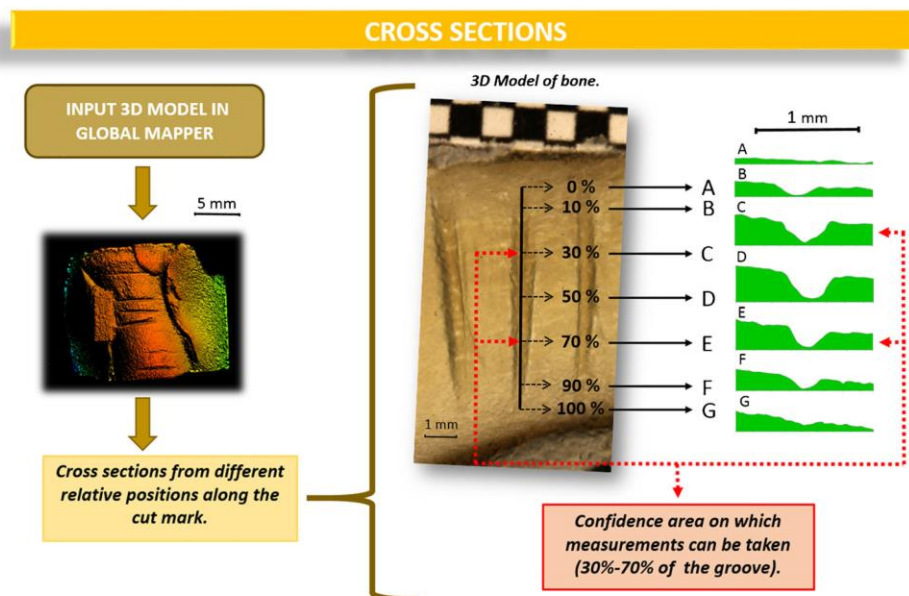 CROSS SECTIONS
INPUT 3D MODEL IN
GLOBAL MAPPER
5 mm
Cross sections from different
relative positions along the
cut mark.
3D Model of bone.
0 %
10 %
30 %
50 %
70 %
90 %
100 %
1 mm
A
B
C
D
E
F
G
1 mm
A
B
C
D
E
F
G
Confidence area on which
measurements can be taken
(30%-70% of the groove).